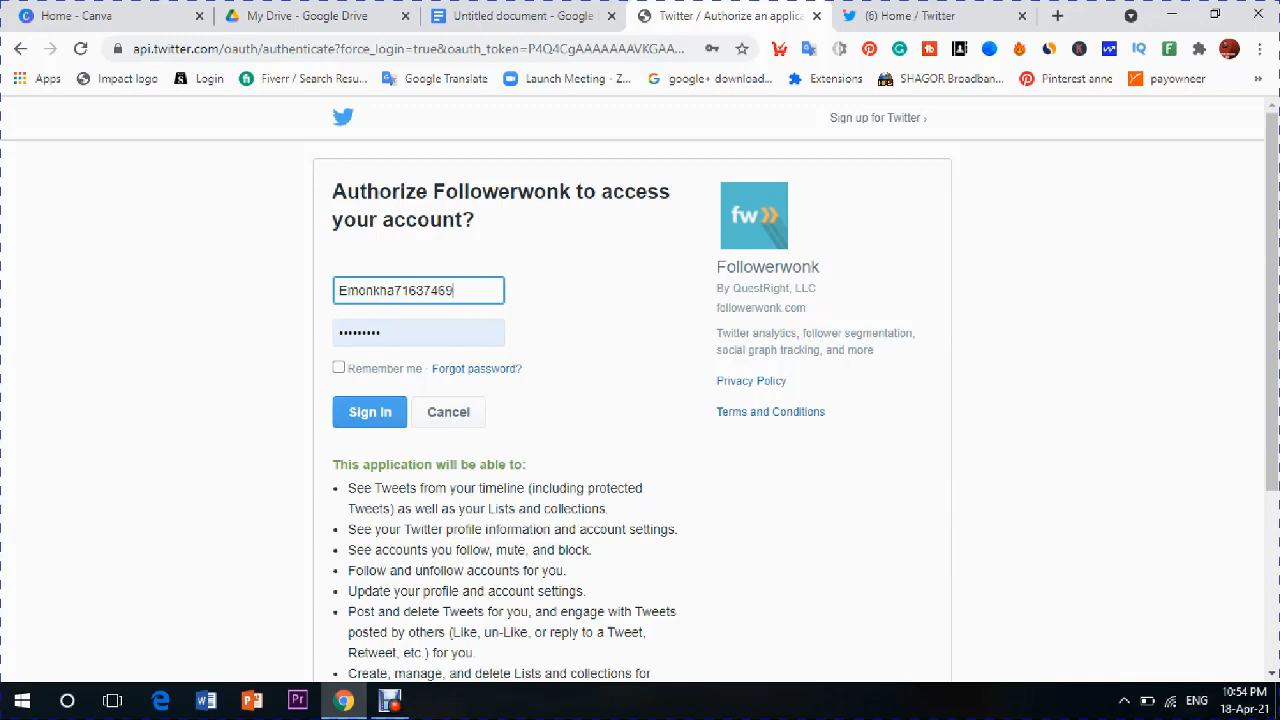 Home - Canva
My Drive - Google Drive
Untitled document - Google
Twitter / Authorize an applica
(6) Home / Twitter
api.twitter.com/oauth/authenticate?force_login=true&oauth_token=P4Q4CgAAAAAAVKGAA...
Apps
Impact logo
Login
Fiverr / Search Resu...
Google Translate
Launch Meeting - Z...
google+ download...
Extensions
SHAGOR Broadban...
Pinterest anne
payowneer
»
Sign up for Twitter ›
Authorize Followerwonk to access
your account?
Emonkha71637469
•••••••••
Remember me · Forgot password?
Sign In
Cancel
This application will be able to:
• See Tweets from your timeline (including protected
Tweets) as well as your Lists and collections.
• See your Twitter profile information and account settings.
• See accounts you follow, mute, and block.
• Follow and unfollow accounts for you.
• Update your profile and account settings.
• Post and delete Tweets for you, and engage with Tweets
posted by others (Like, un-Like, or reply to a Tweet,
Retweet, etc.) for you.
• Create, manage, and delete Lists and collections for
fw»
Followerwonk
By QuestRight, LLC
followerwonk.com
Twitter analytics, follower segmentation,
social graph tracking, and more
Privacy Policy
Terms and Conditions
ENG
10:54 PM
18-Apr-21